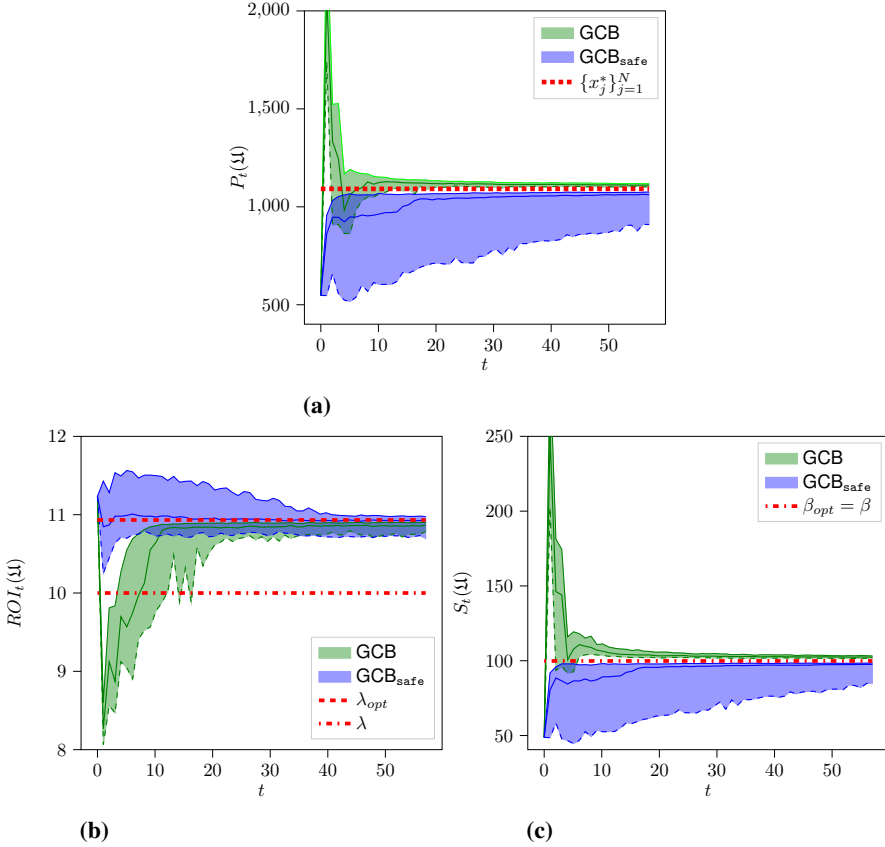 2,000
1,500
1,000
500
P_t(𝔘)
GCB
GCB_safe
{x_j^*}_{j=1}^N
0 10 20 30 40 50
t
(a)
12
11
10
9
8
ROI_t(𝔘)
GCB
GCB_safe
λ_opt
λ
0 10 20 30 40 50
t
(b)
250
200
150
100
50
S_t(𝔘)
GCB
GCB_safe
β_opt = β
0 10 20 30 40 50
t
(c)